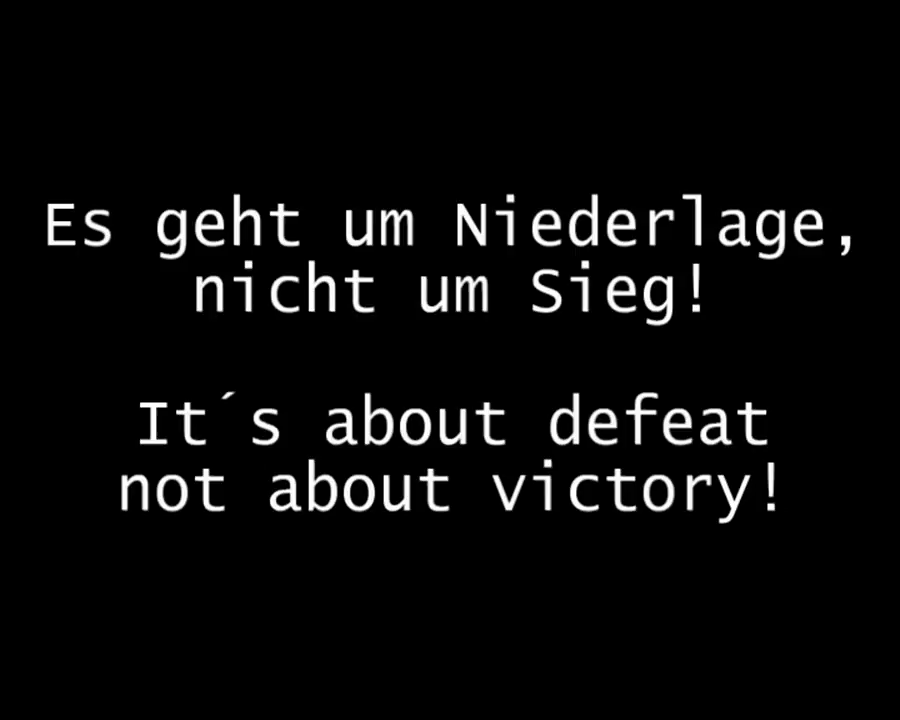 Es geht um Niederlage,
nicht um Sieg!
It´s about defeat
not about victory!